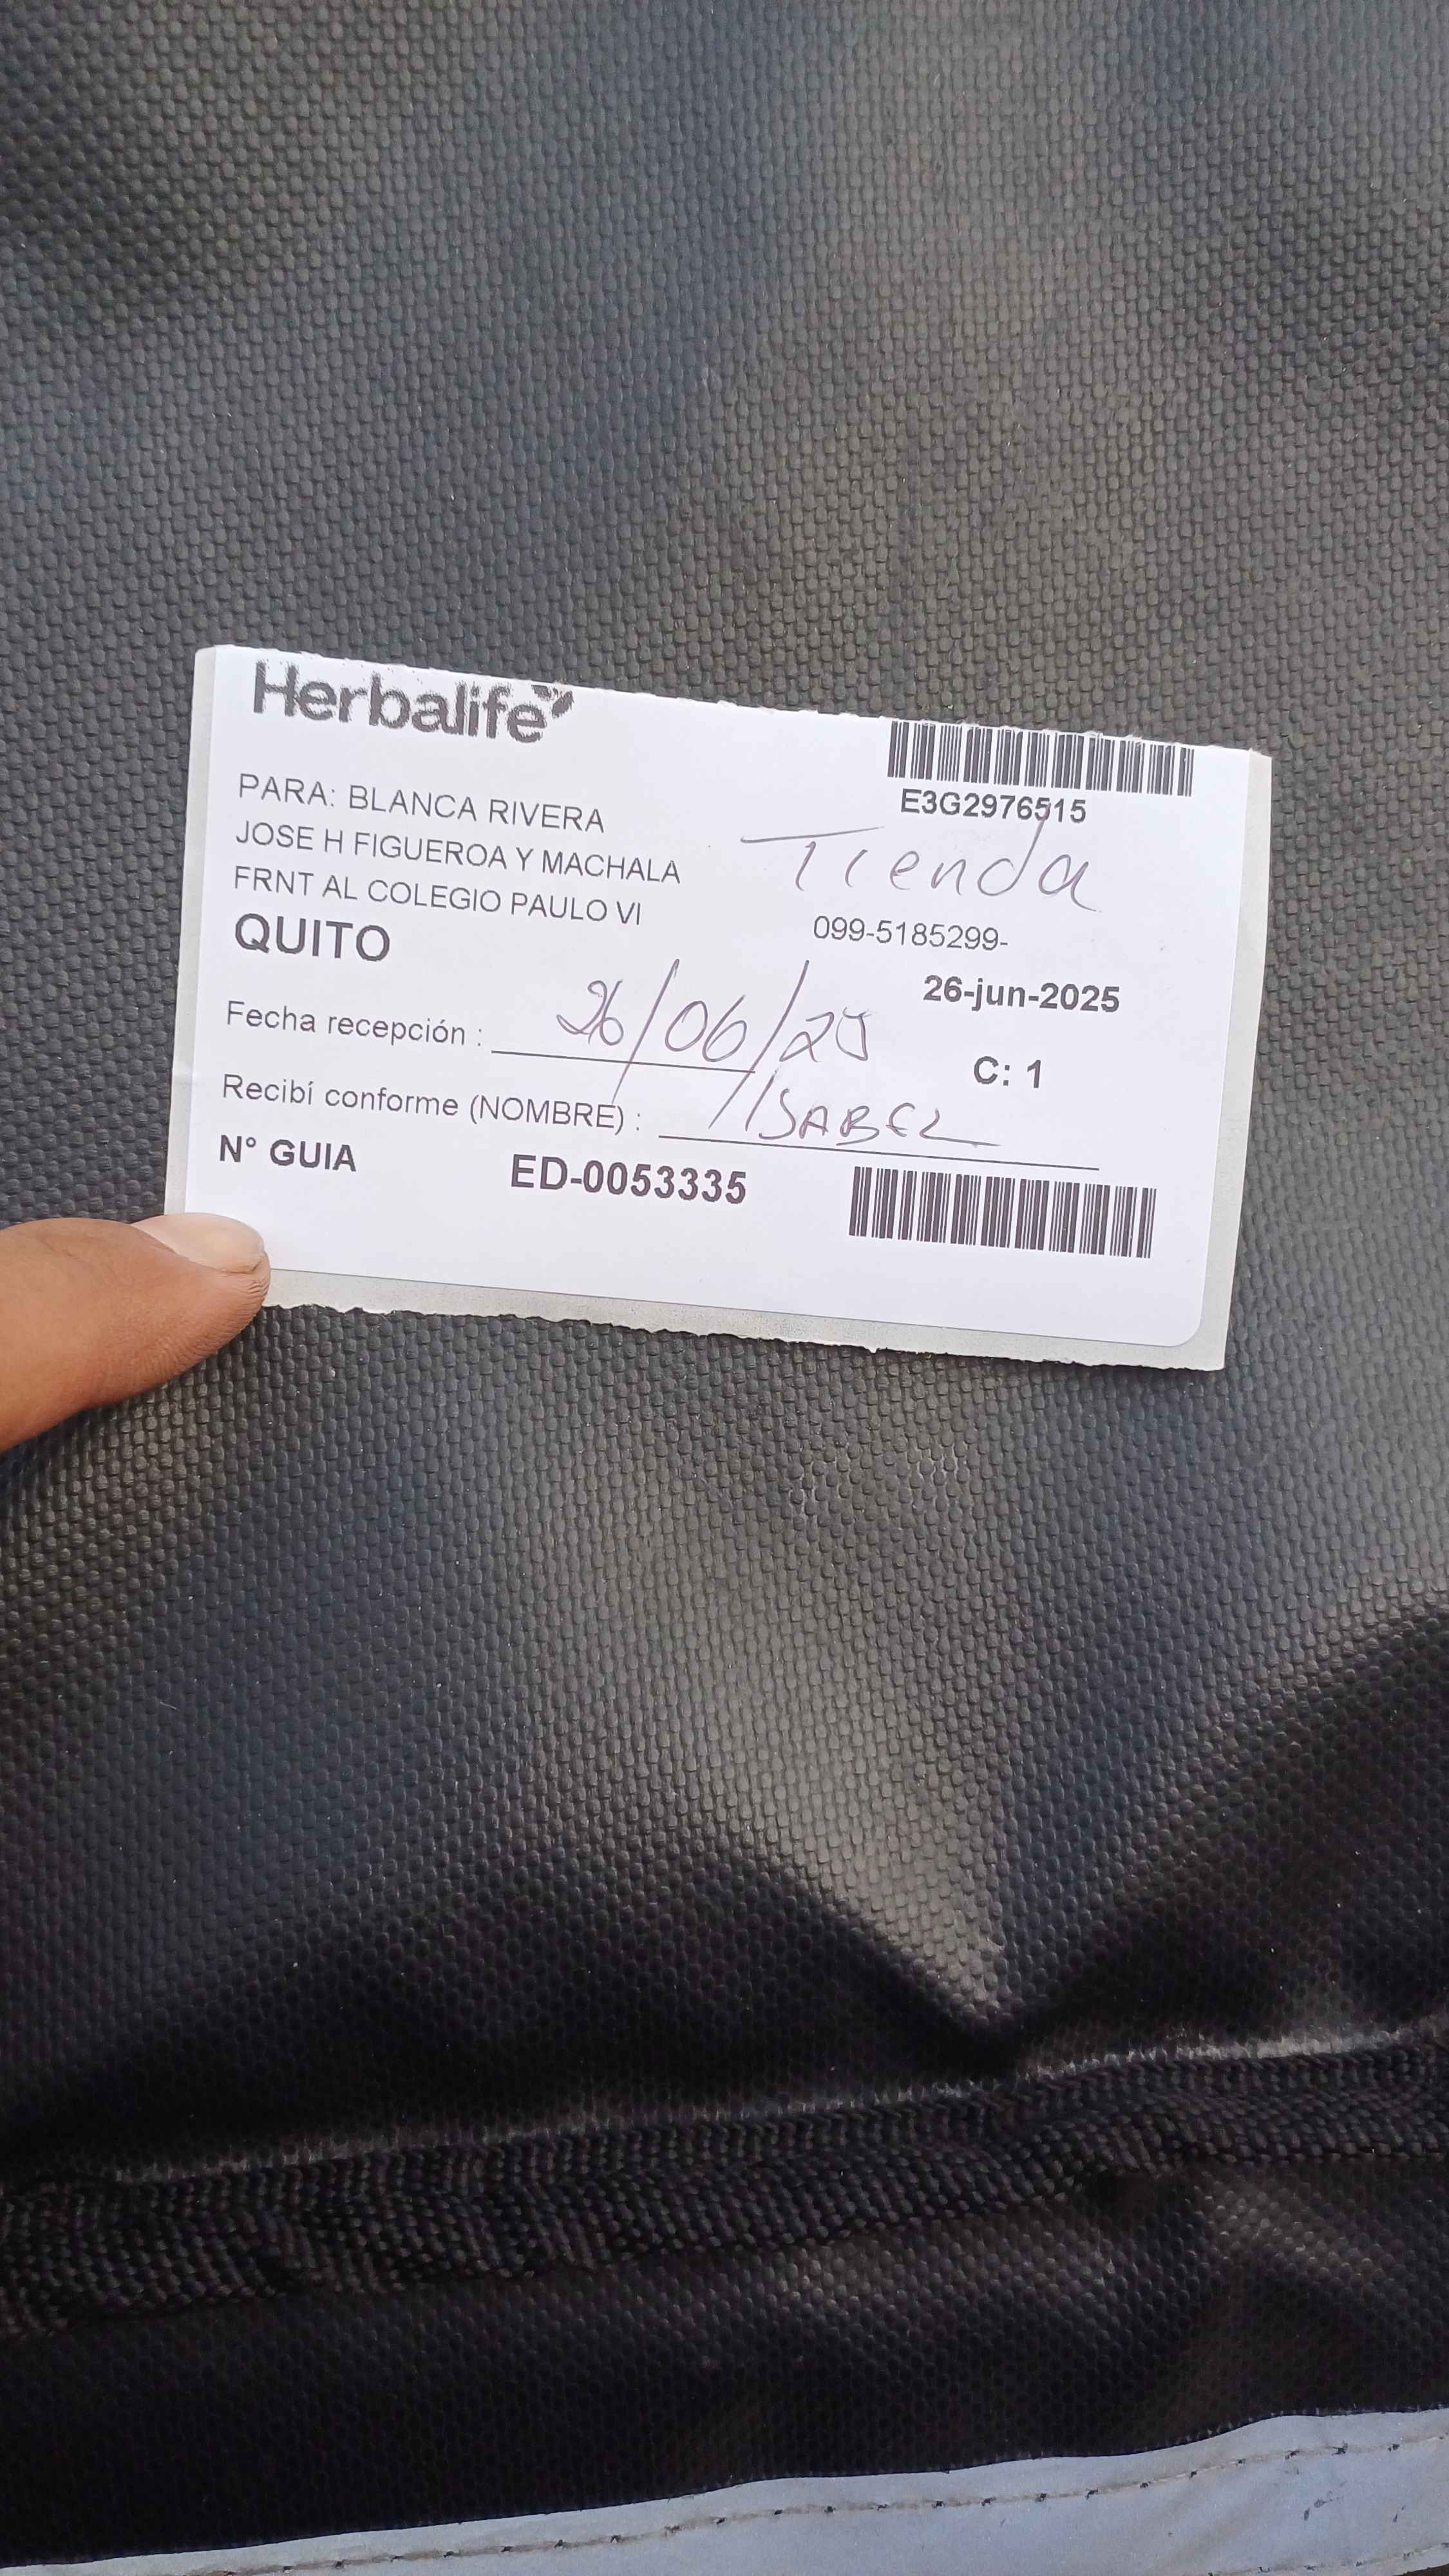 Herbalife
E3G2976515
PARA: BLANCA RIVERA
JOSE H FIGUEROA Y MACHALA
Tienda
FRNT AL COLEGIO PAULO VI
099-5185299-
QUITO
26-jun-2025
Fecha recepción : 26/06/25
C: 1
Recibí conforme (NOMBRE) : ISABEL
N° GUIA ED-0053335